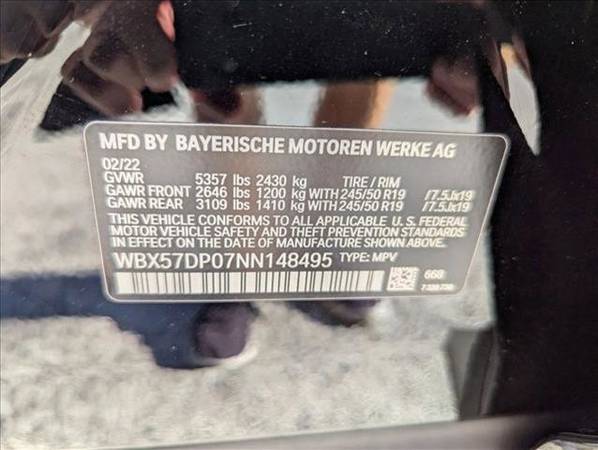 MFD BY BAYERISCHE MOTOREN WERKE AG
02/22
GVWR 5357 lbs 2430 kg TIRE / RIM
GAWR FRONT 2646 lbs 1200 kg WITH 245/50 R19 /7.5Jx19
GAWR REAR 3109 lbs 1410 kg WITH 245/50 R19 /7.5Jx19
THIS VEHICLE CONFORMS TO ALL APPLICABLE U. S. FEDERAL
MOTOR VEHICLE SAFETY AND THEFT PREVENTION STANDARDS
IN EFFECT ON THE DATE OF MANUFACTURE SHOWN ABOVE.
WBX57DP07NN148495 TYPE: MPV
668